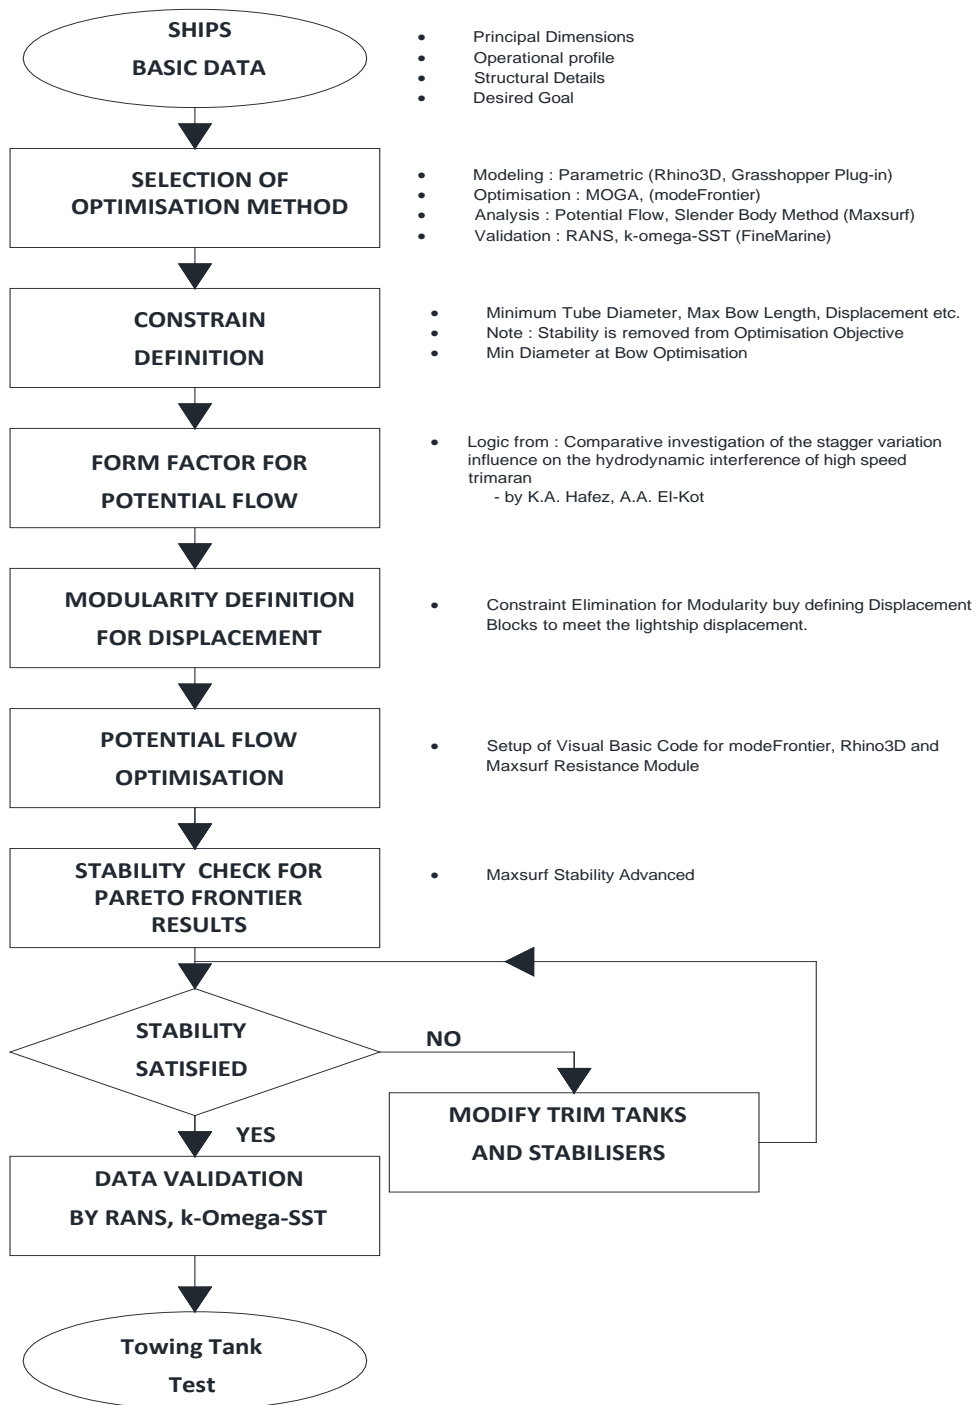 SHIPS
BASIC DATA
• Principal Dimensions
• Operational profile
• Structural Details
• Desired Goal
SELECTION OF
OPTIMISATION METHOD
• Modeling : Parametric (Rhino3D, Grasshopper Plug-in)
• Optimisation : MOGA, (modeFrontier)
• Analysis : Potential Flow, Slender Body Method (Maxsurf)
• Validation : RANS, k-omega-SST (FineMarine)
CONSTRAIN
DEFINITION
• Minimum Tube Diameter, Max Bow Length, Displacement etc.
• Note : Stability is removed from Optimisation Objective
• Min Diameter at Bow Optimisation
FORM FACTOR FOR
POTENTIAL FLOW
• Logic from : Comparative investigation of the stagger variation
influence on the hydrodynamic interference of high speed
trimaran
- by K.A. Hafez, A.A. El-Kot
MODULARITY DEFINITION
FOR DISPLACEMENT
• Constraint Elimination for Modularity buy defining Displacement
Blocks to meet the lightship displacement.
POTENTIAL FLOW
OPTIMISATION
• Setup of Visual Basic Code for modeFrontier, Rhino3D and
Maxsurf Resistance Module
STABILITY CHECK FOR
PARETO FRONTIER
RESULTS
• Maxsurf Stability Advanced
STABILITY
SATISFIED
NO
MODIFY TRIM TANKS
AND STABILISERS
YES
DATA VALIDATION
BY RANS, k-Omega-SST
Towing Tank
Test